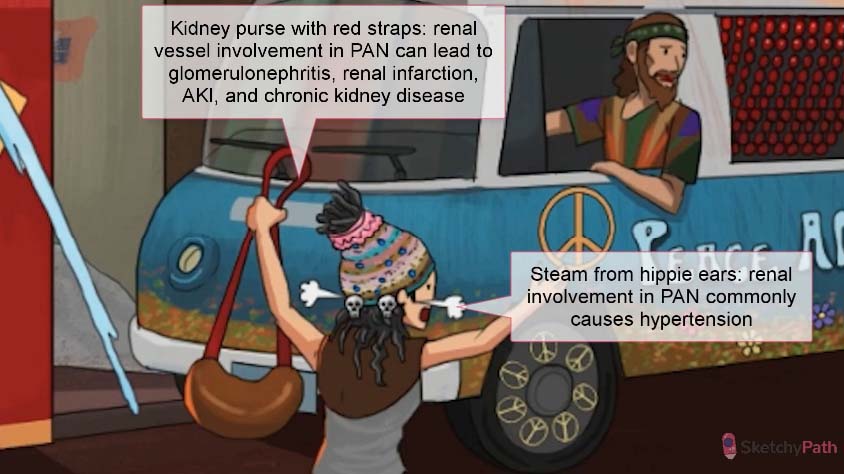 Kidney purse with red straps: renal
vessel involvement in PAN can lead to
glomerulonephritis, renal infarction,
AKI, and chronic kidney disease
Steam from hippie ears: renal
involvement in PAN commonly
causes hypertension
PEACE
SketchyPath